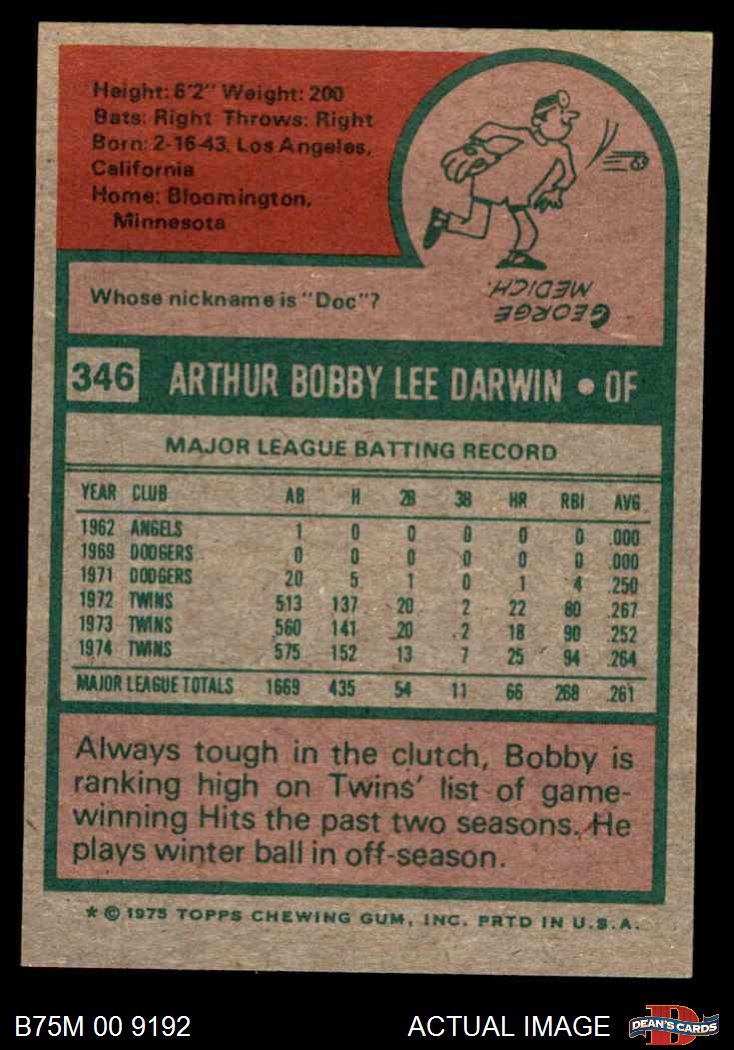 Height: 6'2" Weight: 200
Bats: Right Throws: Right
Born: 2-16-43, Los Angeles,
California
Home: Bloomington,
Minnesota
Whose nickname is "Doc"?
GEORGE
MEDICH.
346 ARTHUR BOBBY LEE DARWIN • OF
MAJOR LEAGUE BATTING RECORD
YEAR CLUB AB H 2B 3B HR RBI AVG
1962 ANGELS 1 0 0 0 0 0 .000
1969 DODGERS 0 0 0 0 0 0 .000
1971 DODGERS 20 5 1 0 1 4 .250
1972 TWINS 513 137 20 2 22 80 .267
1973 TWINS 560 141 20 2 18 90 .252
1974 TWINS 575 152 13 7 25 94 .264
MAJOR LEAGUE TOTALS 1669 435 54 11 66 268 .261
Always tough in the clutch, Bobby is
ranking high on Twins' list of game-
winning Hits the past two seasons. He
plays winter ball in off-season.
* © 1975 TOPPS CHEWING GUM, INC. PRTD IN U.S.A.
B75M 00 9192 ACTUAL IMAGE
DEAN'S CARDS